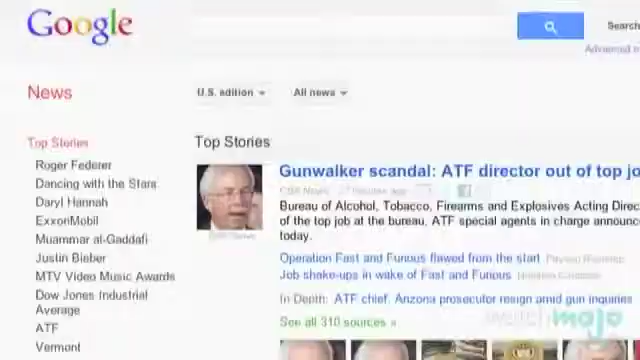 Google
Search
Advanced
News
U.S. edition
All news
Top Stories
Roger Federer
Dancing with the Stars
Daryl Hannah
ExxonMobil
Muammar al-Gaddafi
Justin Bieber
MTV Video Music Awards
Dow Jones Industrial
Average
ATF
Vermont
Top Stories
Gunwalker scandal: ATF director out of top jo
CBS News
Bureau of Alcohol, Tobacco, Firearms and Explosives Acting Direc
of the top job at the bureau. ATF special agents in charge announc
today.
Operation Fast and Furious flawed from the start
Job shake-ups in wake of Fast and Furious
In Depth: ATF chief, Arizona prosecutor resign amid gun inquiries
See all 310 sources »
watchmojo